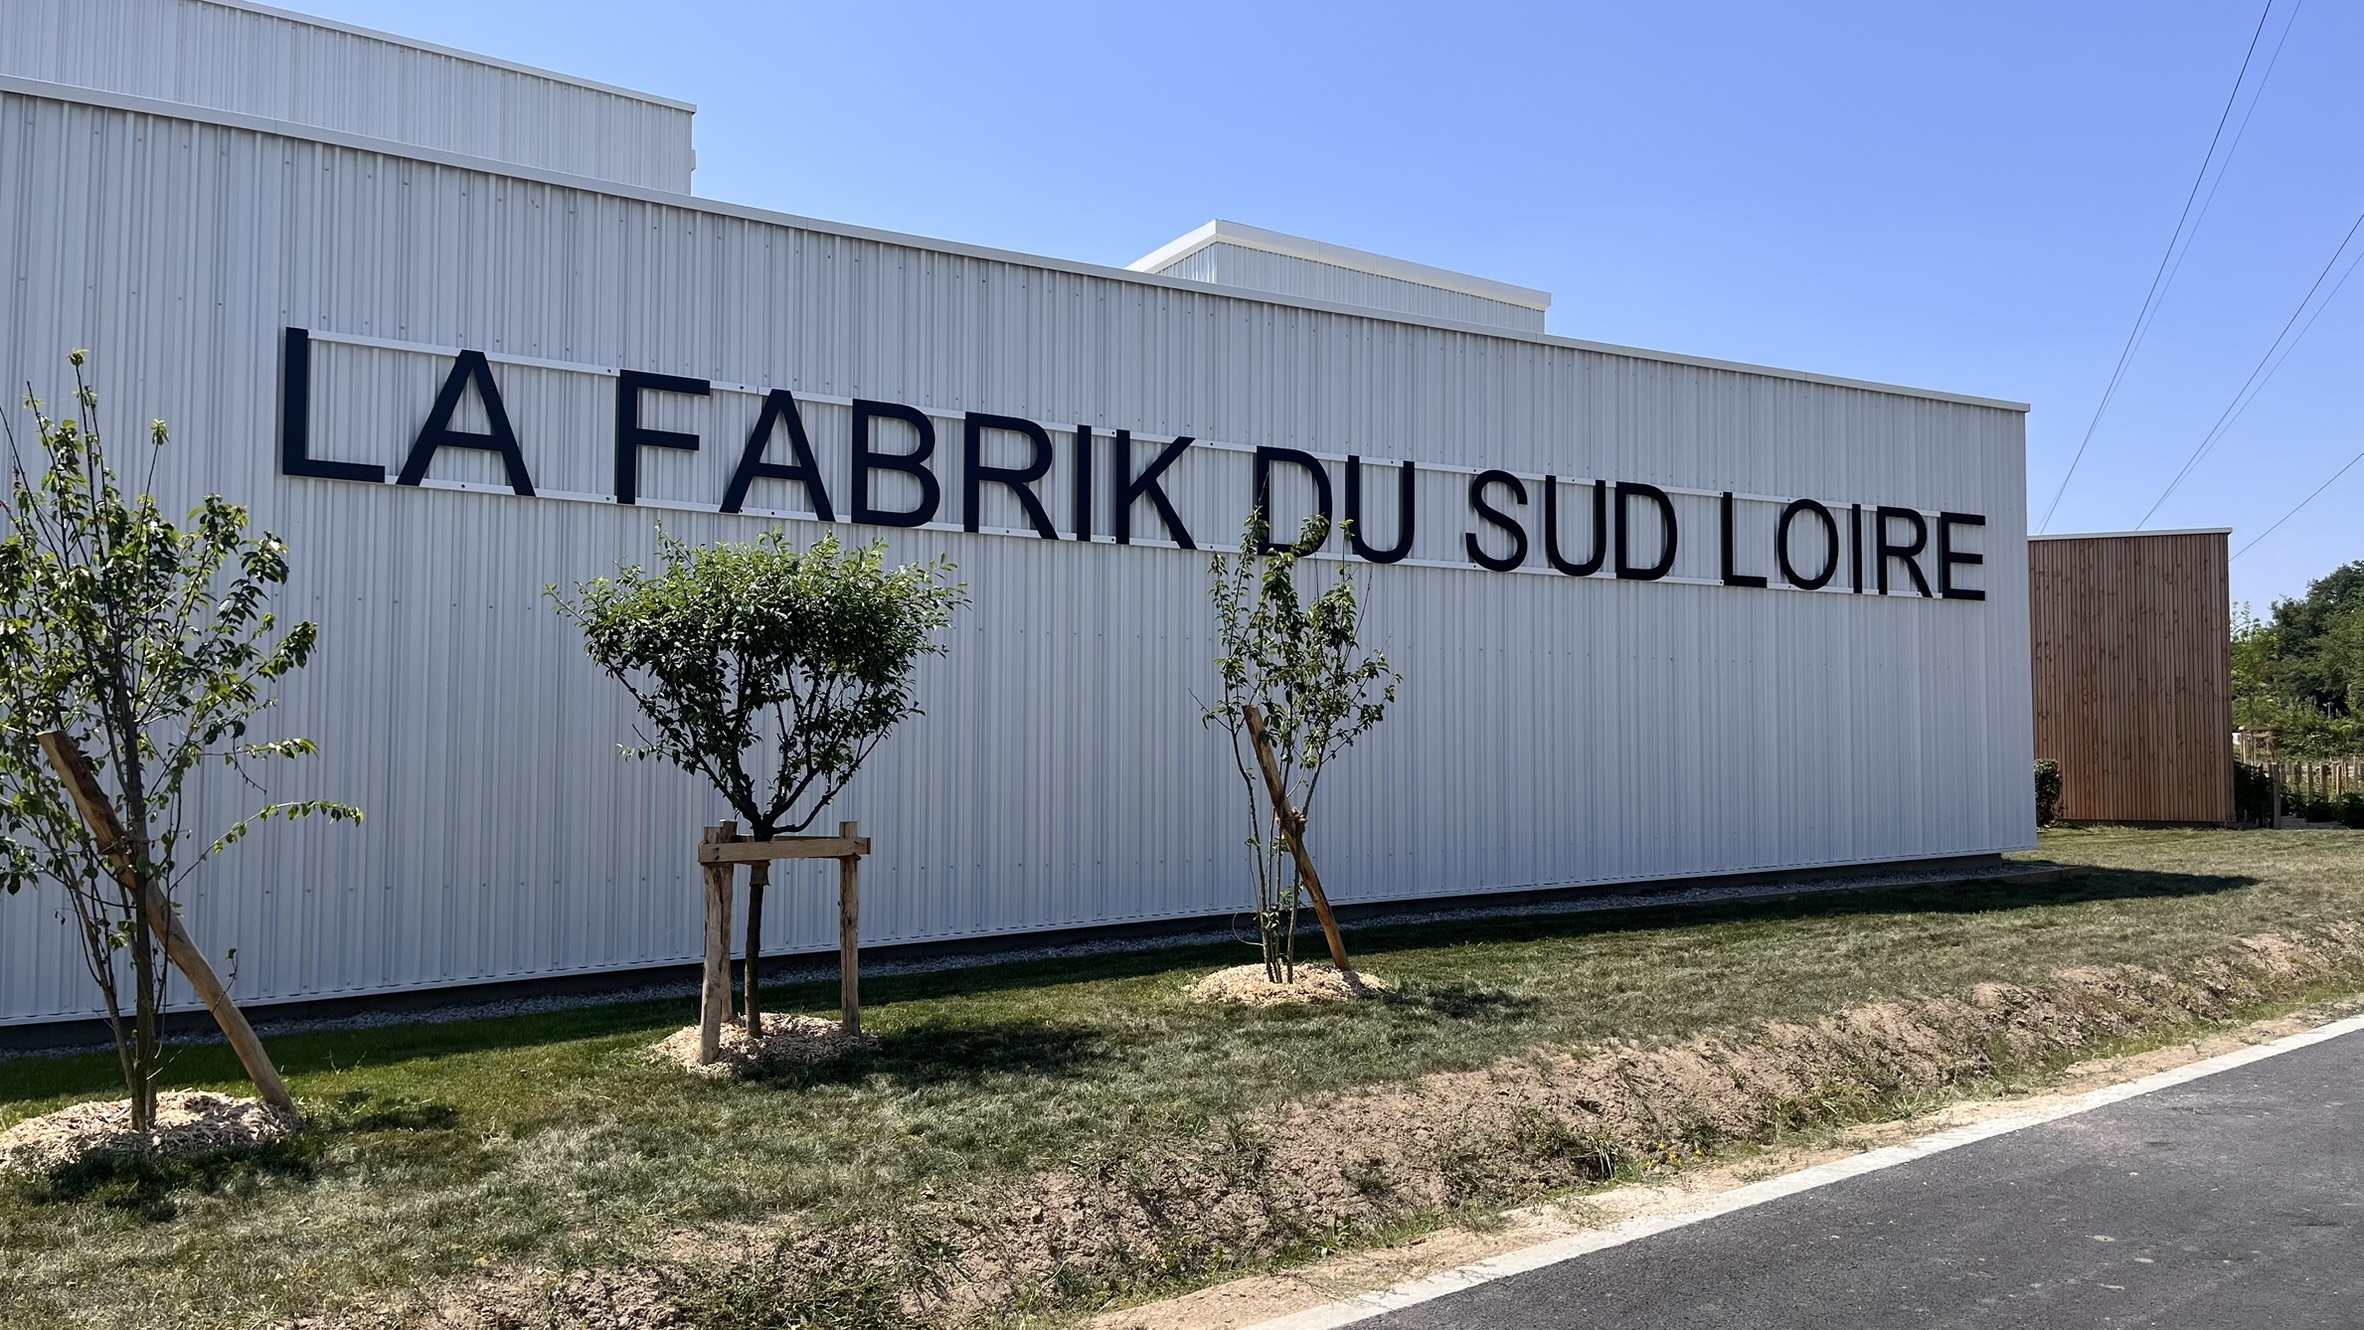 LA FABRIK DU SUD LOIRE